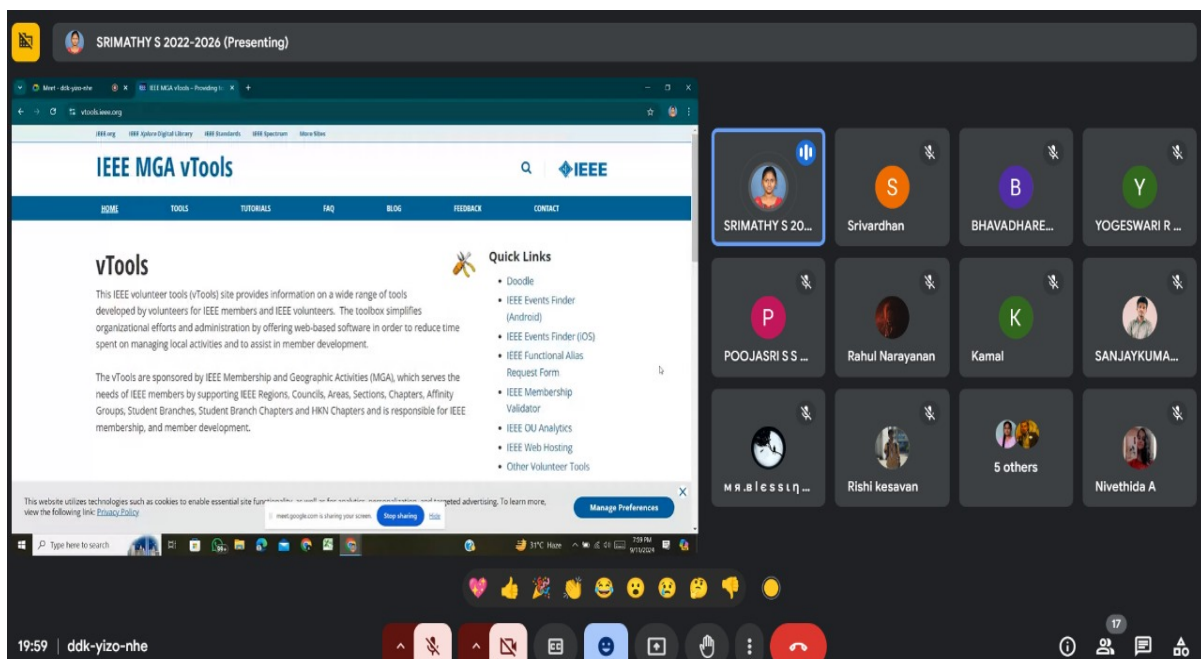 SRIMATHY S 2022-2026 (Presenting)
Meet - ddk-yizo-nhe
IEEE MGA vTools - Providing to
vtools.ieee.org
IEEE.org IEEE Xplore Digital Library IEEE Standards IEEE Spectrum More Sites
IEEE MGA vTools
IEEE
HOME TOOLS TUTORIALS FAQ BLOG FEEDBACK CONTACT
vTools
This IEEE volunteer tools (vTools) site provides information on a wide range of tools
developed by volunteers for IEEE members and IEEE volunteers. The toolbox simplifies
organizational efforts and administration by offering web-based software in order to reduce time
spent on managing local activities and to assist in member development.
The vTools are sponsored by IEEE Membership and Geographic Activities (MGA), which serves the
needs of IEEE members by supporting IEEE Regions, Councils, Areas, Sections, Chapters, Affinity
Groups, Student Branches, Student Branch Chapters and HKN Chapters and is responsible for IEEE
membership, and member development.
Quick Links
• Doodle
• IEEE Events Finder
(Android)
• IEEE Events Finder (iOS)
• IEEE Functional Alias
Request Form
• IEEE Membership
Validator
• IEEE OU Analytics
• IEEE Web Hosting
• Other Volunteer Tools
This website utilizes technologies such as cookies to enable essential site functionality, as well as for analytics, personalization, and targeted advertising. To learn more,
view the following link: Privacy Policy
Manage Preferences
meet.google.com is sharing your screen.
Stop sharing
Hide
Type here to search
31°C Haze
7:59 PM
9/11/2024
SRIMATHY S 20...
S
Srivardhan
B
BHAVADHARE...
Y
YOGESWARI R ...
P
POOJASRI S S ...
Rahul Narayanan
K
Kamal
SANJAYKUMA...
мя.вlεssιη...
Rishi kesavan
5 others
Nivethida A
19:59 | ddk-yizo-nhe
CC
17